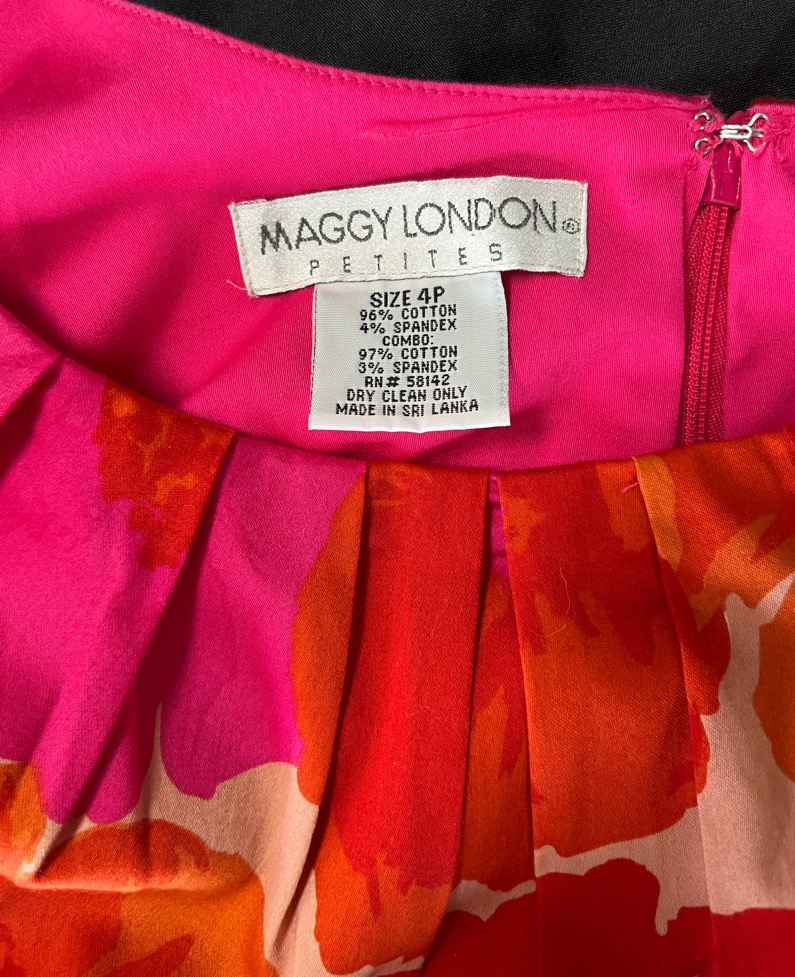 MAGGY LONDON®
PETITES
SIZE 4P
96% COTTON
4% SPANDEX
COMBO:
97% COTTON
3% SPANDEX
RN# 58142
DRY CLEAN ONLY
MADE IN SRI LANKA